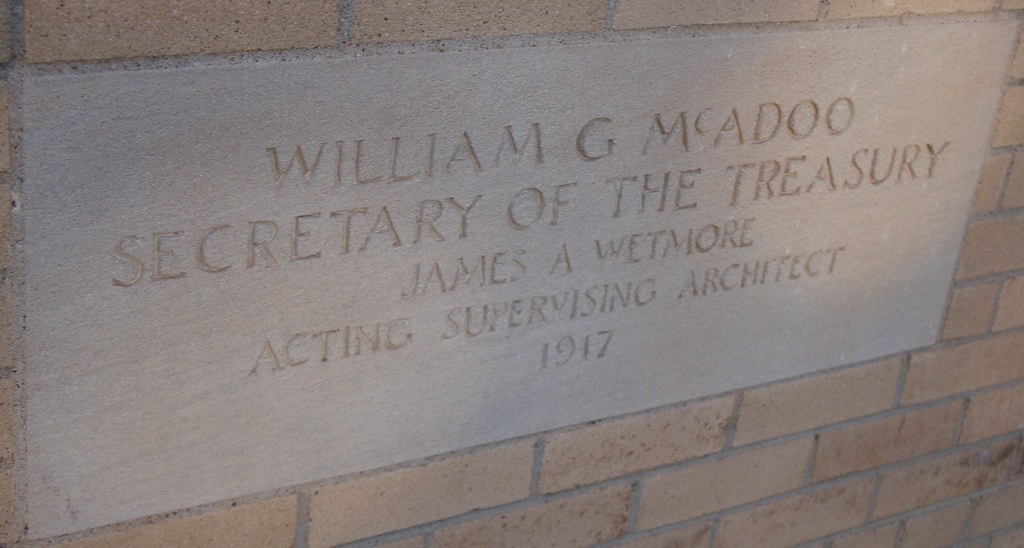 WILLIAM G McADOO
SECRETARY OF THE TREASURY
JAMES A WETMORE
ACTING SUPERVISING ARCHITECT
1917